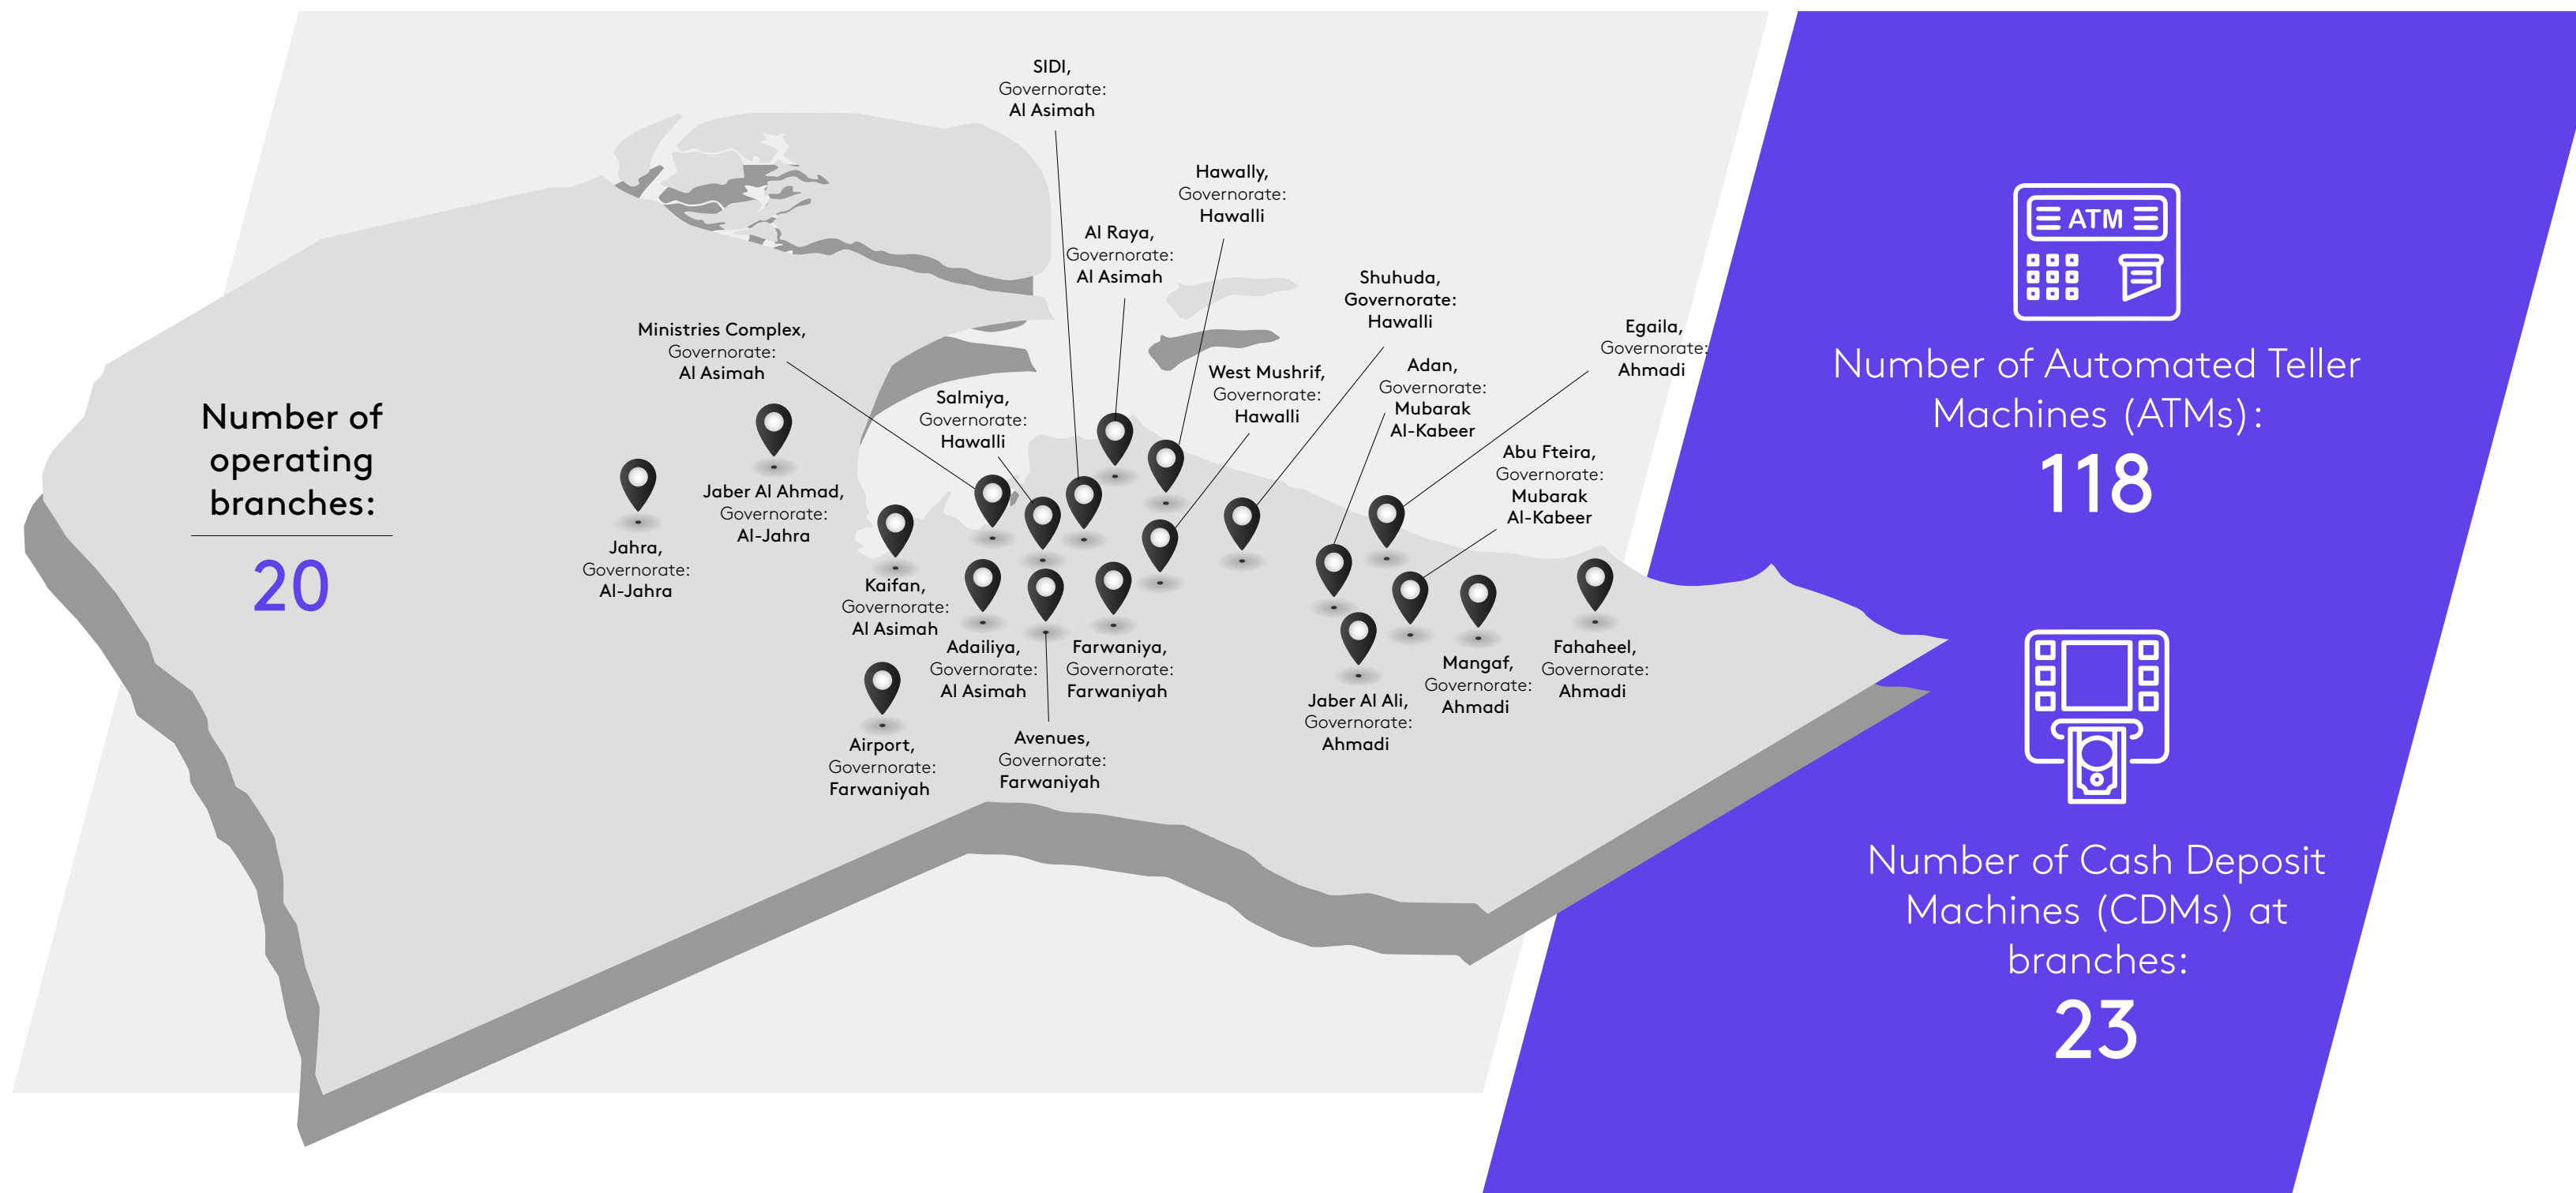 Number of
operating
branches:
20
SIDI,
Governorate:
Al Asimah
Hawally,
Governorate:
Hawalli
Al Raya,
Governorate:
Al Asimah
Shuhuda,
Governorate:
Hawalli
Egaila,
Governorate:
Ahmadi
Ministries Complex,
Governorate:
Al Asimah
Salmiya,
Governorate:
Hawalli
West Mushrif,
Governorate:
Hawalli
Adan,
Governorate:
Mubarak
Al-Kabeer
Abu Fteira,
Governorate:
Mubarak
Al-Kabeer
Jaber Al Ahmad,
Governorate:
Al-Jahra
Jahra,
Governorate:
Al-Jahra
Kaifan,
Governorate:
Al Asimah
Adailiya,
Governorate:
Al Asimah
Farwaniya,
Governorate:
Farwaniyah
Airport,
Governorate:
Farwaniyah
Avenues,
Governorate:
Farwaniyah
Jaber Al Ali,
Governorate:
Ahmadi
Mangaf,
Governorate:
Ahmadi
Fahaheel,
Governorate:
Ahmadi
ATM
Number of Automated Teller
Machines (ATMs):
118
Number of Cash Deposit
Machines (CDMs) at
branches:
23